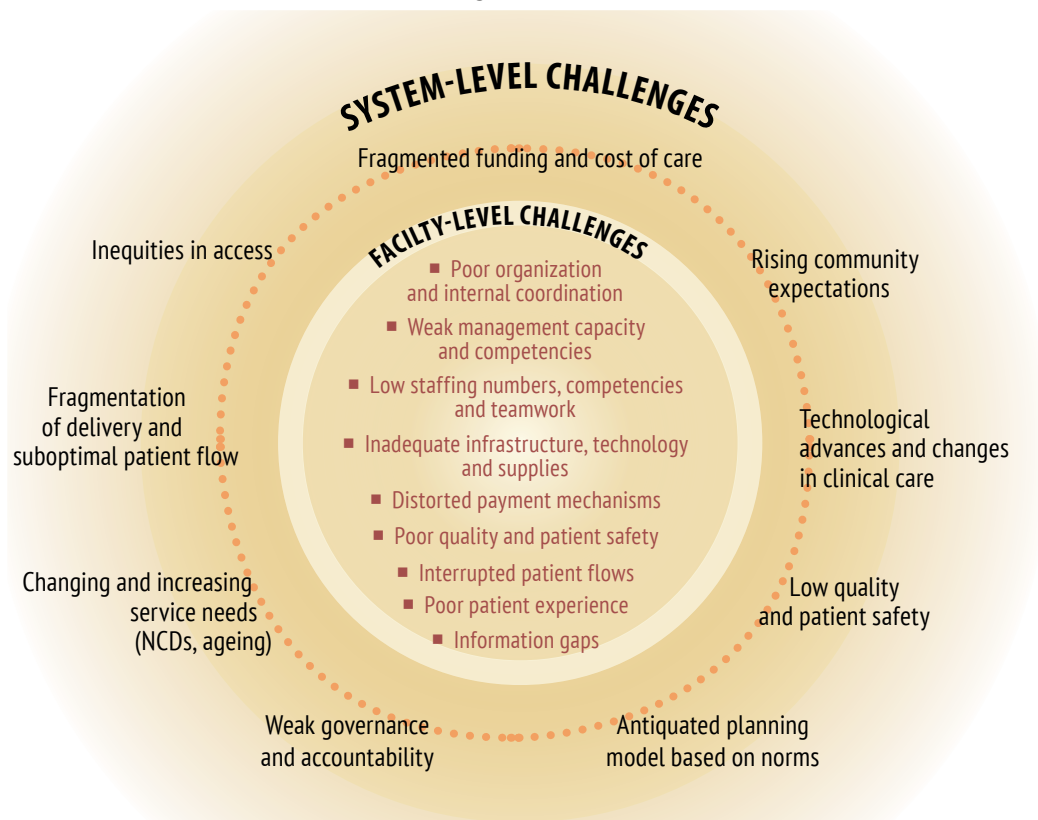 SYSTEM-LEVEL CHALLENGES
Fragmented funding and cost of care
Inequities in access
Rising community
expectations
Fragmentation
of delivery and
suboptimal patient flow
Technological
advances and changes
in clinical care
Changing and increasing
service needs
(NCDs, ageing)
Low quality
and patient safety
Weak governance
and accountability
Antiquated planning
model based on norms
FACILTY-LEVEL CHALLENGES
■ Poor organization
and internal coordination
■ Weak management capacity
and competencies
■ Low staffing numbers, competencies
and teamwork
■ Inadequate infrastructure, technology
and supplies
■ Distorted payment mechanisms
■ Poor quality and patient safety
■ Interrupted patient flows
■ Poor patient experience
■ Information gaps